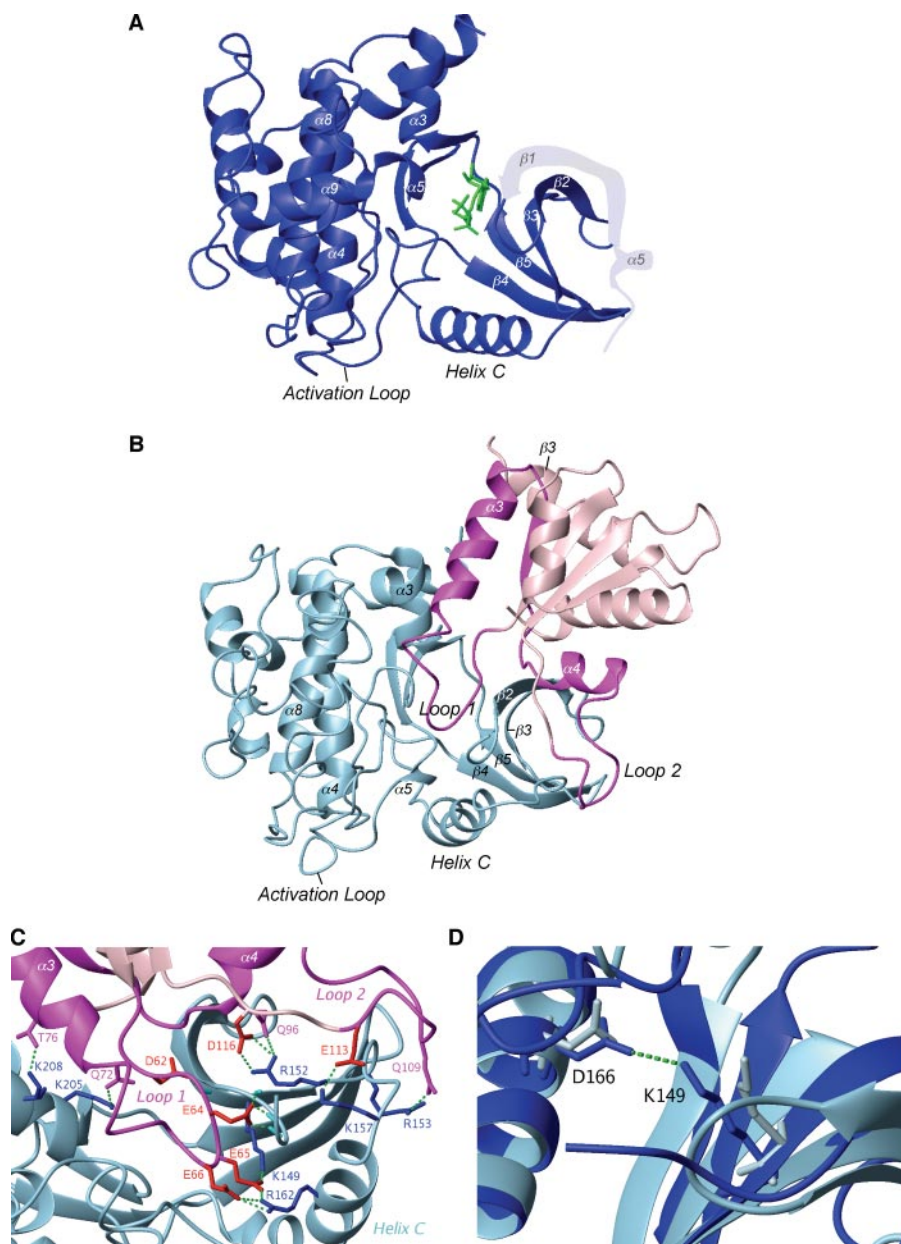 A
α8
α3
β1
α9
α5
β2
β3
α4
β5
α5
β4
Helix C
Activation Loop
B
β3
α3
α3
α4
β2
Loop 1
α8
β3
β5
β4
Loop 2
α4
α5
Helix C
Activation Loop
C
α3
α4
Loop 2
T76
Q96
D116
E113
K208
D62
Q72
R152
Q109
K205
Loop 1
E64
K157
R153
E65
E66
K149
R162
Helix C
D
D166
K149